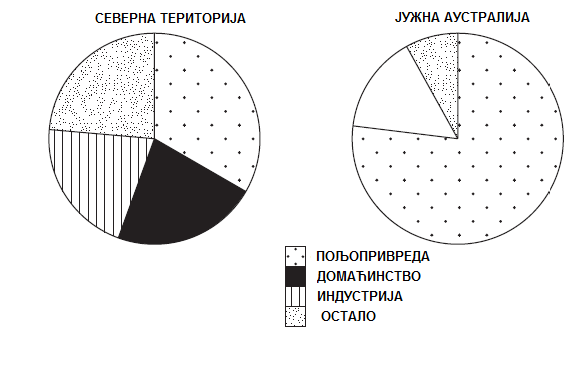 СЕВЕРНА ТЕРИТОРИЈА
ЈУЖНА АУСТРАЛИЈА
ПОЉОПРИВРЕДА
ДОМАЋИНСТВО
ИНДУСТРИЈА
ОСТАЛО